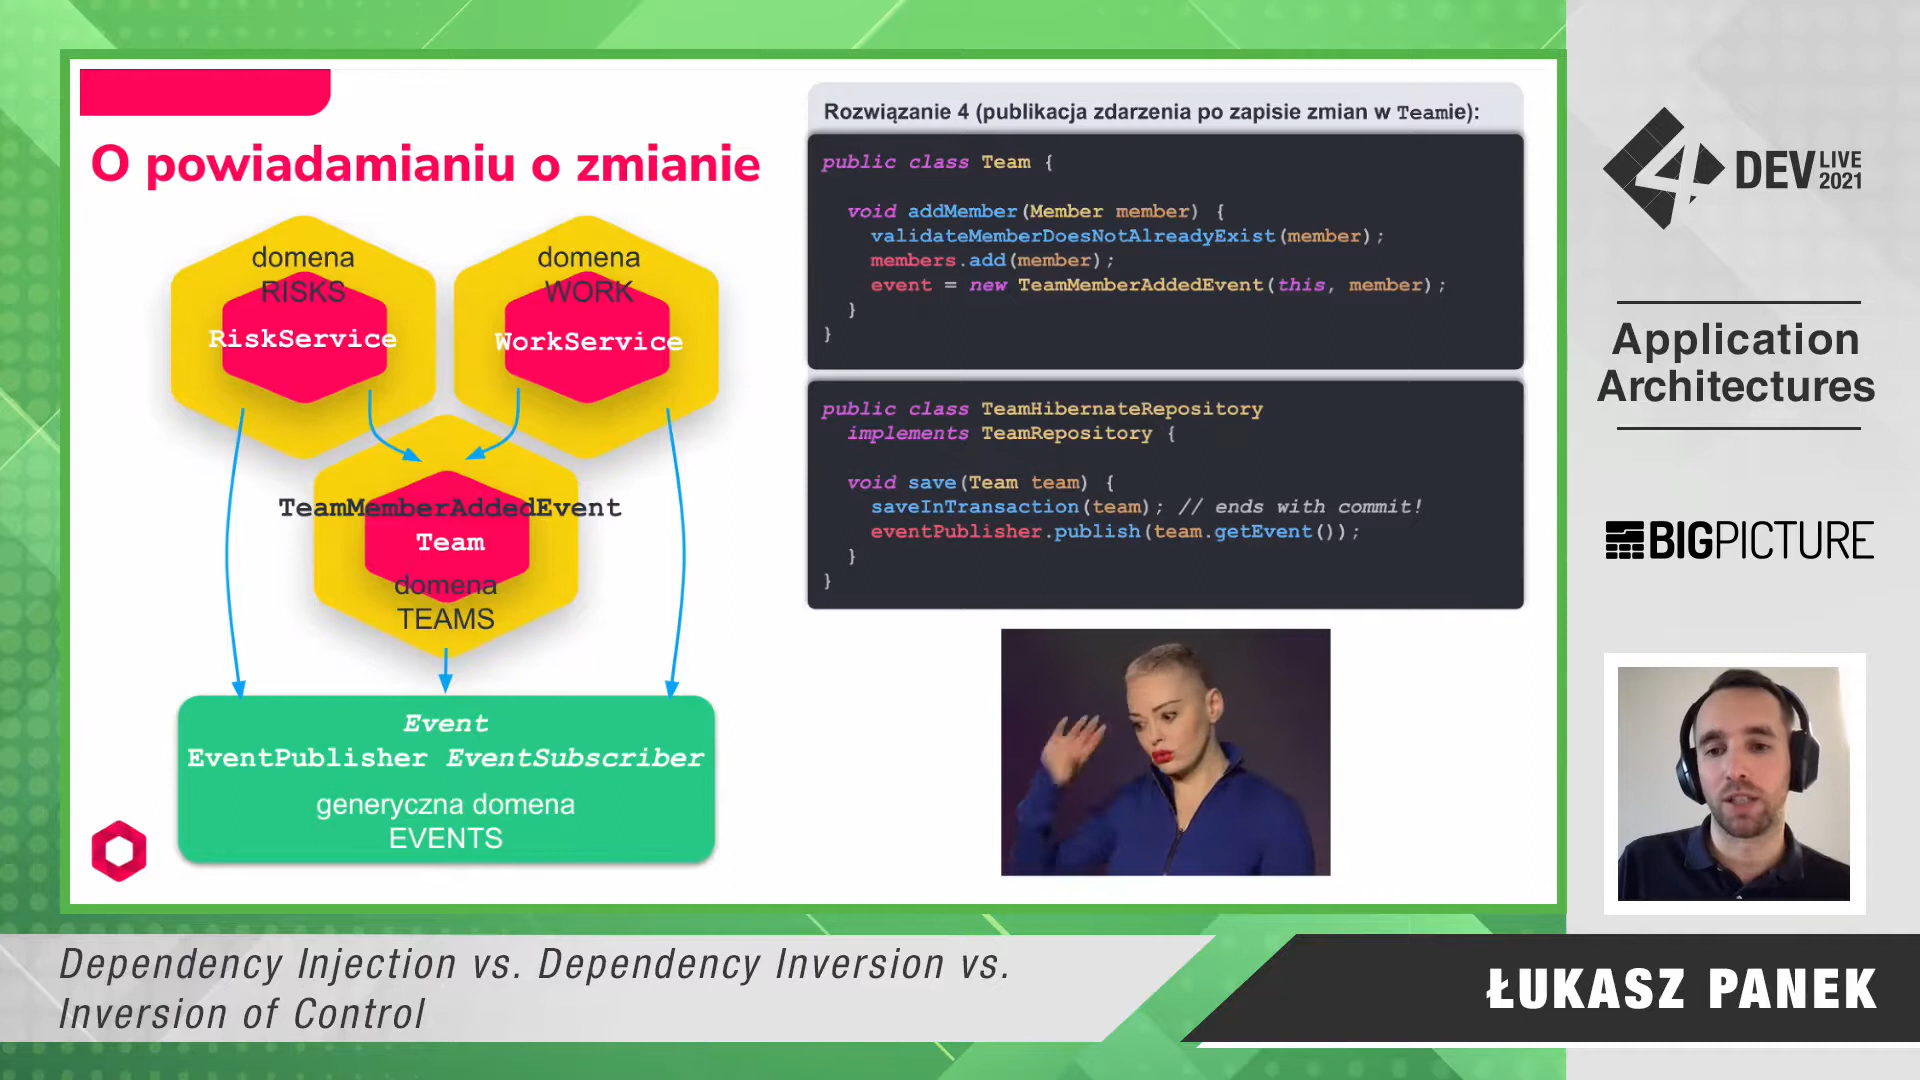 O powiadamianiu o zmianie
domena
RISKS
RiskService
domena
WORK
WorkService
TeamMemberAddedEvent
Team
domena
TEAMS
Event
EventPublisher EventSubscriber
generyczna domena
EVENTS
Rozwiązanie 4 (publikacja zdarzenia po zapisie zmian w Teamie):
public class Team {
void addMember(Member member) {
validateMemberDoesNotAlreadyExist(member);
members.add(member);
event = new TeamMemberAddedEvent(this, member);
}
}
public class TeamHibernateRepository
implements TeamRepository {
void save(Team team) {
saveInTransaction(team); // ends with commit!
eventPublisher.publish(team.getEvent());
}
}
4
DEV LIVE
2021
Application
Architectures
BIGPICTURE
Dependency Injection vs. Dependency Inversion vs.
Inversion of Control
ŁUKASZ PANEK